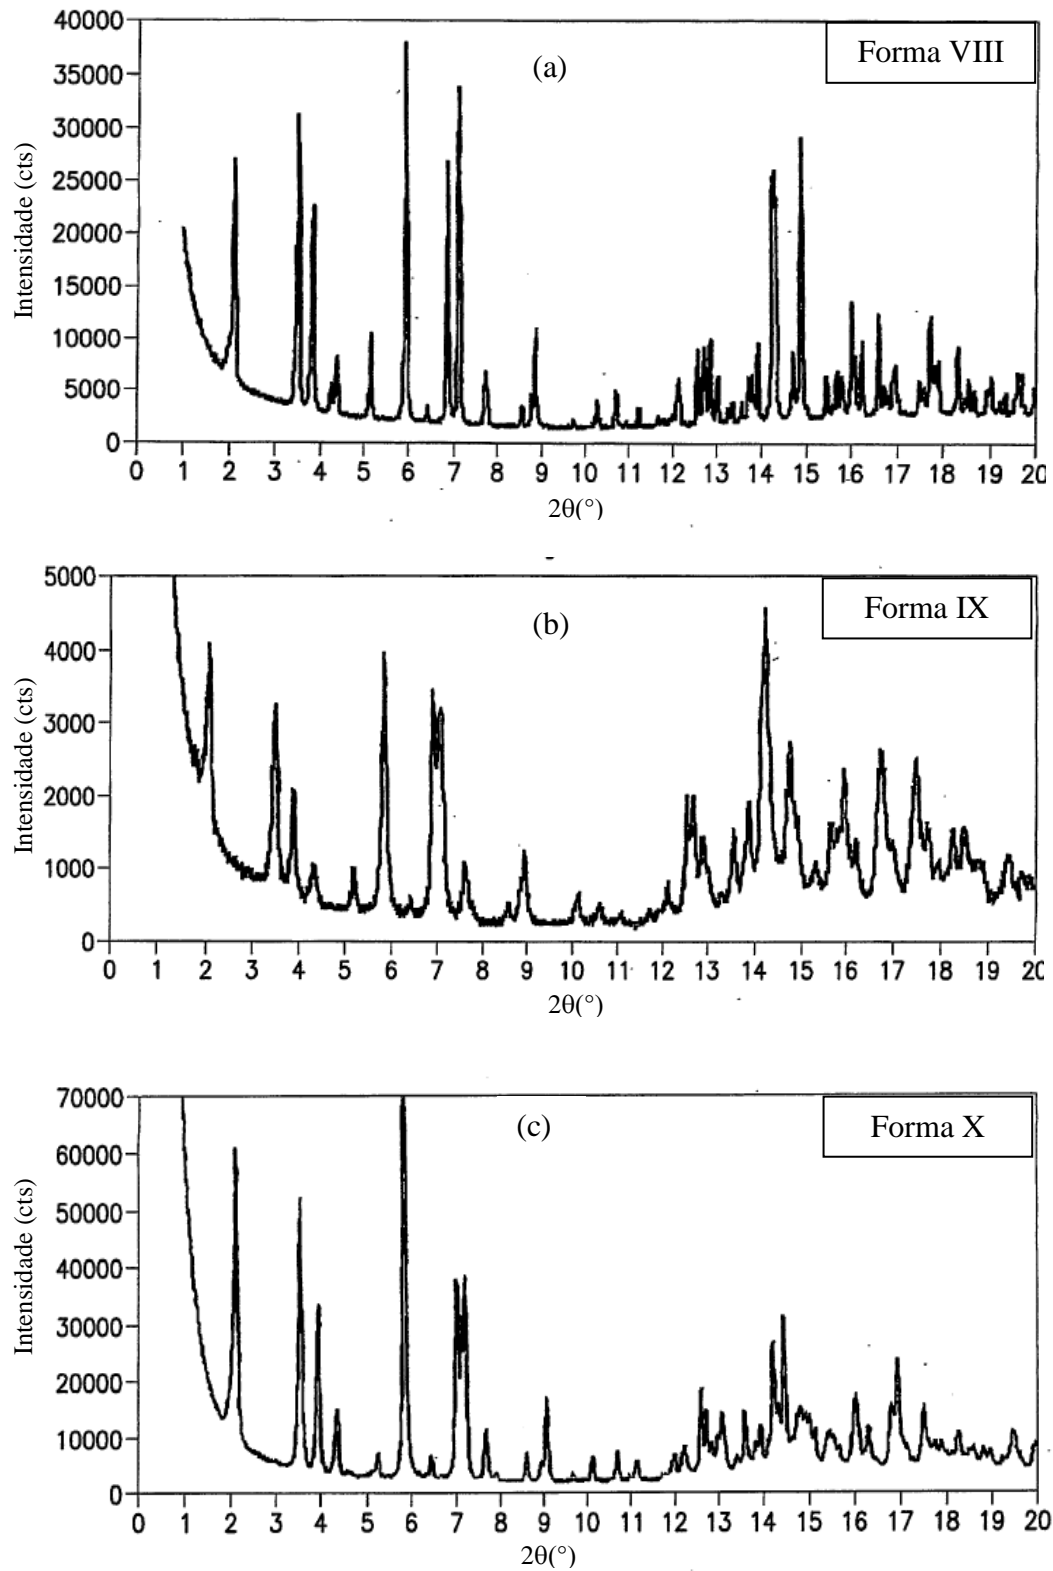 40000
(a)
Forma VIII
35000
30000
25000
20000
15000
10000
5000
0
Intensidade (cts)
0 1 2 3 4 5 6 7 8 9 10 11 12 13 14 15 16 17 18 19 20
2θ(°)
5000
(b)
Forma IX
4000
3000
2000
1000
0
Intensidade (cts)
0 1 2 3 4 5 6 7 8 9 10 11 12 13 14 15 16 17 18 19 20
2θ(°)
70000
(c)
Forma X
60000
50000
40000
30000
20000
10000
0
Intensidade (cts)
0 1 2 3 4 5 6 7 8 9 10 11 12 13 14 15 16 17 18 19 20
2θ(°)